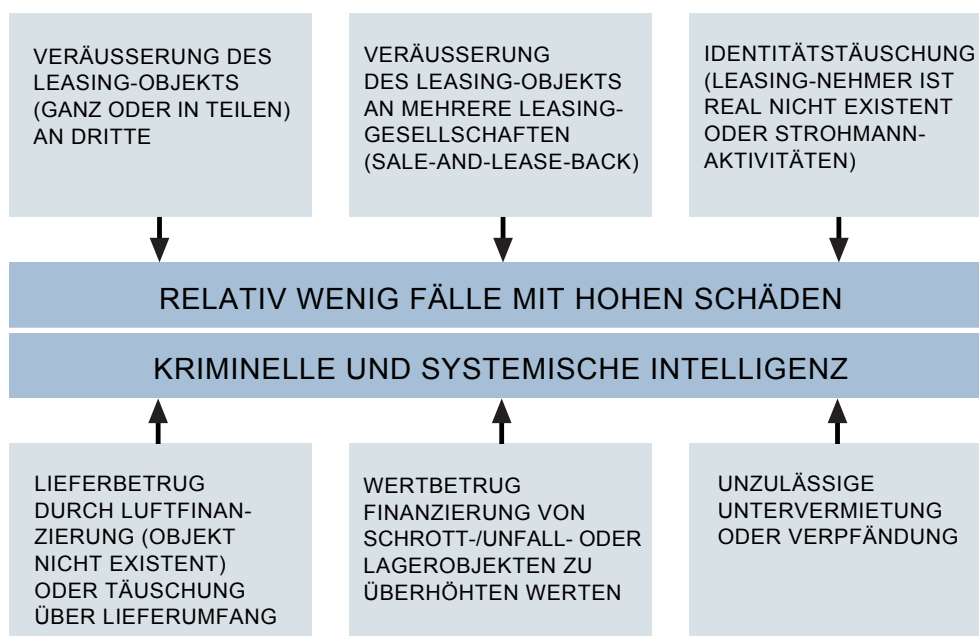 VERÄUSSERUNG DES
LEASING-OBJEKTS
(GANZ ODER IN TEILEN)
AN DRITTE
VERÄUSSERUNG
DES LEASING-OBJEKTS
AN MEHRERE LEASING-
GESELLSCHAFTEN
(SALE-AND-LEASE-BACK)
IDENTITÄTSTÄUSCHUNG
(LEASING-NEHMER IST
REAL NICHT EXISTENT
ODER STROHMANN-
AKTIVITÄTEN)
RELATIV WENIG FÄLLE MIT HOHEN SCHÄDEN
KRIMINELLE UND SYSTEMISCHE INTELLIGENZ
LIEFERBETRUG
DURCH LUFTFINAN-
ZIERUNG (OBJEKT
NICHT EXISTENT)
ODER TÄUSCHUNG
ÜBER LIEFERUMFANG
WERTBETRUG
FINANZIERUNG VON
SCHROTT-/UNFALL- ODER
LAGEROBJEKTEN ZU
ÜBERHÖHTEN WERTEN
UNZULÄSSIGE
UNTERVERMIETUNG
ODER VERPFÄNDUNG